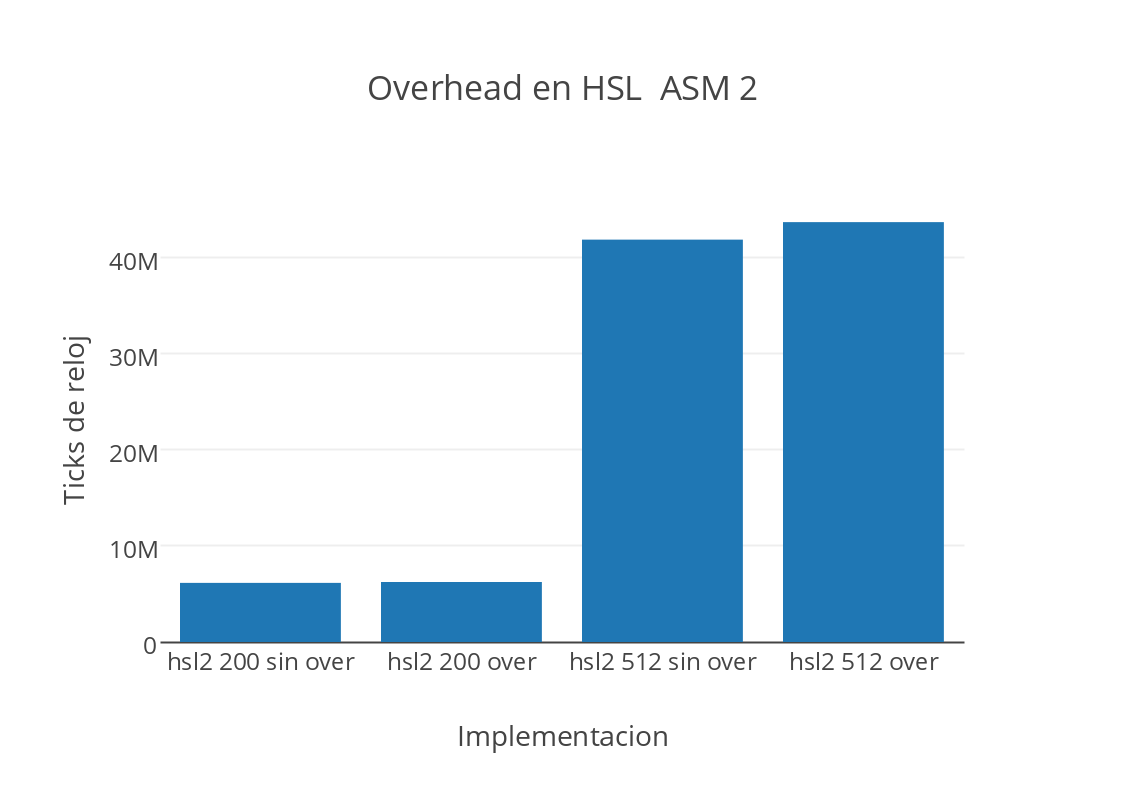 Overhead en HSL  ASM 2
Ticks de reloj
40M
30M
20M
10M
0
hsl2 200 sin over
hsl2 200 over
hsl2 512 sin over
hsl2 512 over
Implementacion